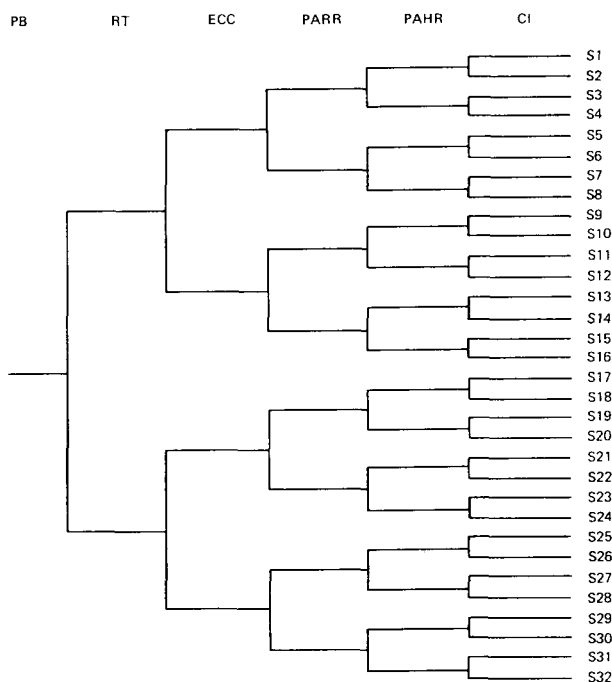 PB RT ECC PARR PAHR CI
S1
S2
S3
S4
S5
S6
S7
S8
S9
S10
S11
S12
S13
S14
S15
S16
S17
S18
S19
S20
S21
S22
S23
S24
S25
S26
S27
S28
S29
S30
S31
S32